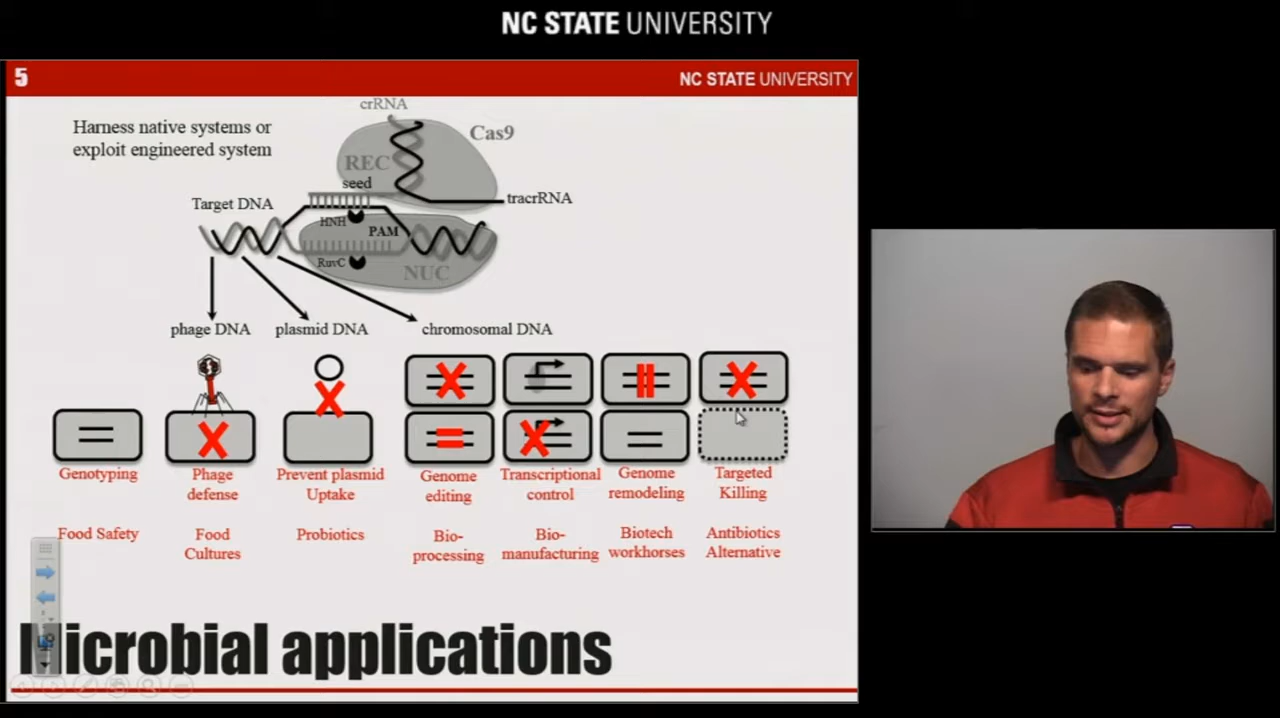 NC STATE UNIVERSITY
5
NC STATE UNIVERSITY
Harness native systems or
exploit engineered system
crRNA
Cas9
REC
seed
tracrRNA
Target DNA
HNH
PAM
RuvC
NUC
phage DNA
plasmid DNA
chromosomal DNA
Genotyping
Phage
defense
Prevent plasmid
Uptake
Genome
editing
Transcriptional
control
Genome
remodeling
Targeted
Killing
Food Safety
Food
Cultures
Probiotics
Bio-
processing
Bio-
manufacturing
Biotech
workhorses
Antibiotics
Alternative
Microbial applications